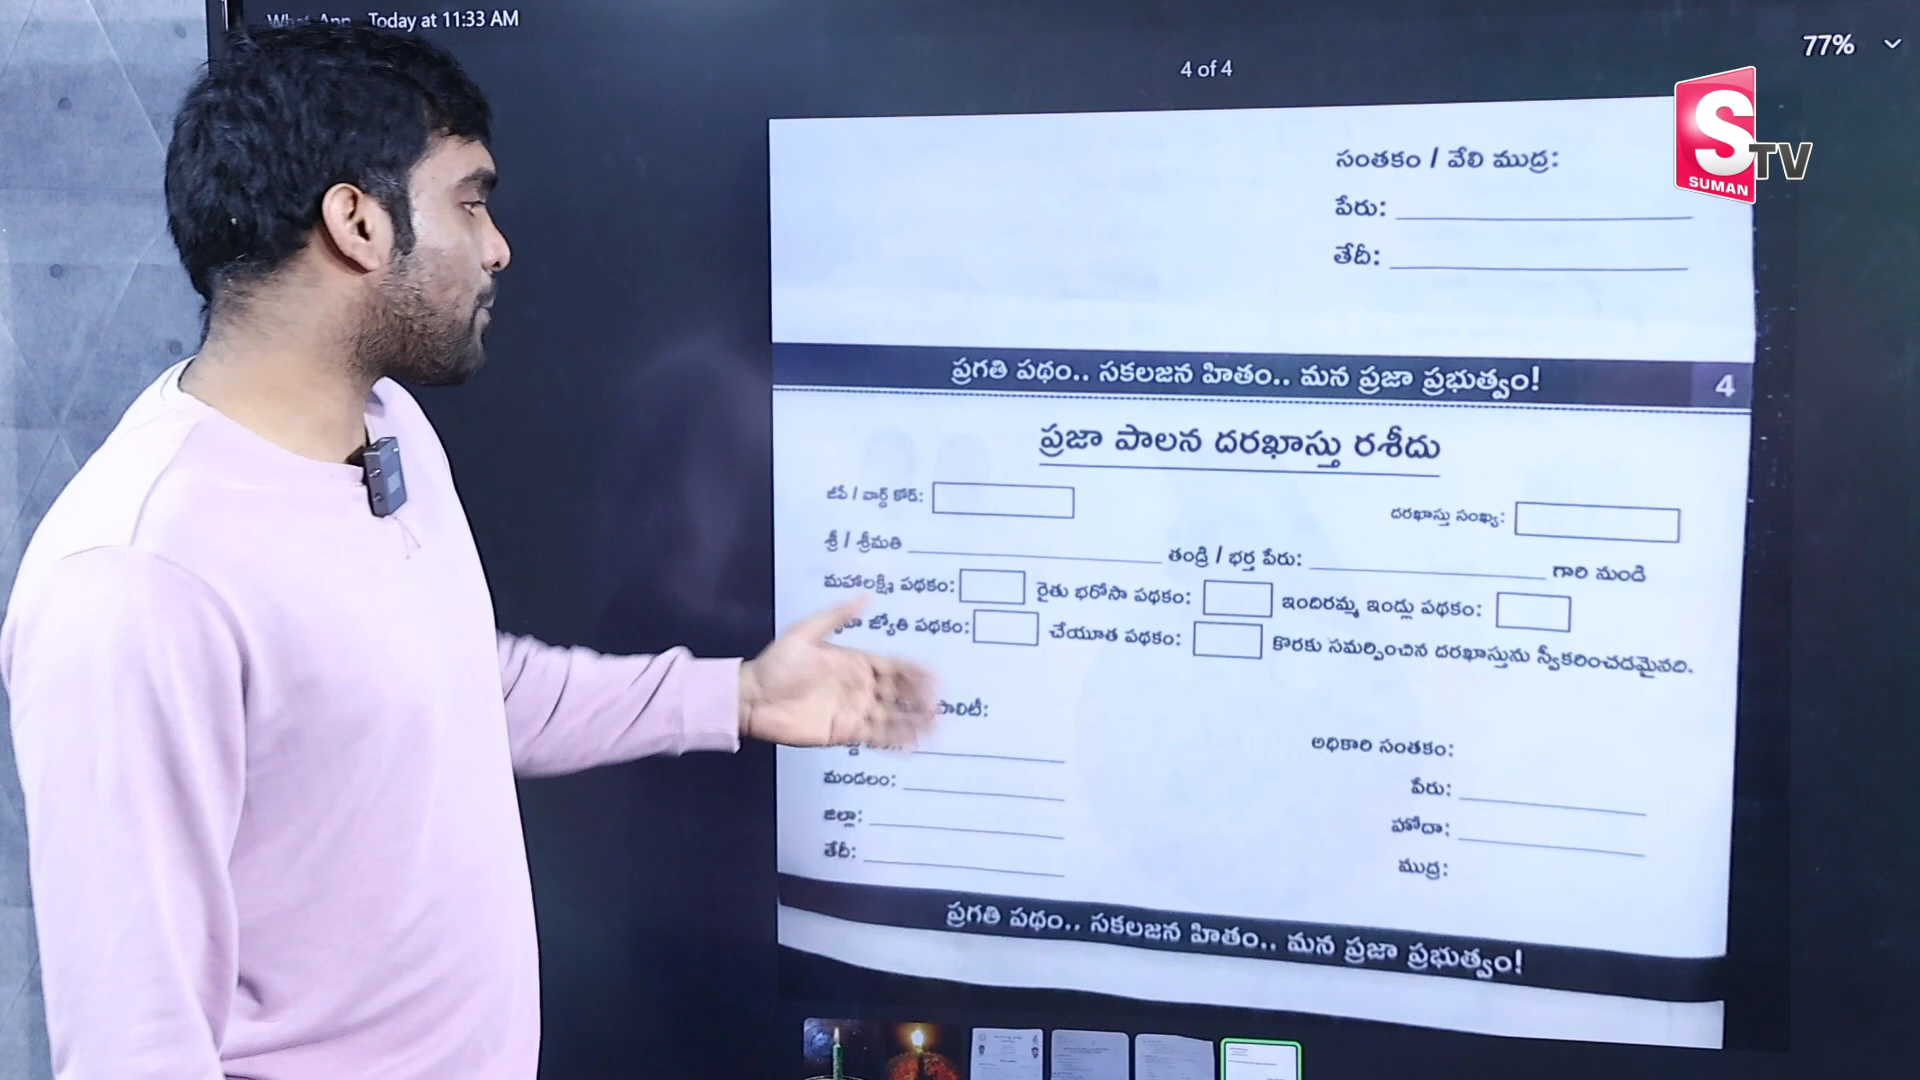 Today at 11:33 AM
77%
4 of 4
S TV
SUMAN
సంతకం / వేలి ముద్ర:
పేరు:
తేదీ:
ప్రగతి పథం.. సకలజన హితం.. మన ప్రజా ప్రభుత్వం!
4
ప్రజా పాలన దరఖాస్తు రశీదు
జీపీ / వార్డ్ కోడ్:
దరఖాస్తు సంఖ్య:
శ్రీ / శ్రీమతి తండ్రి / భర్త పేరు: గారి నుండి
మహాలక్ష్మి పథకం: రైతు భరోసా పథకం: ఇందిరమ్మ ఇండ్లు పథకం:
జ్యోతి పథకం: చేయూత పథకం: కొరకు సమర్పించిన దరఖాస్తును స్వీకరించడమైనది.
అధికారి సంతకం:
మండలం:
పేరు:
జిల్లా:
హోదా:
తేదీ:
ముద్ర:
ప్రగతి పథం.. సకలజన హితం.. మన ప్రజా ప్రభుత్వం!